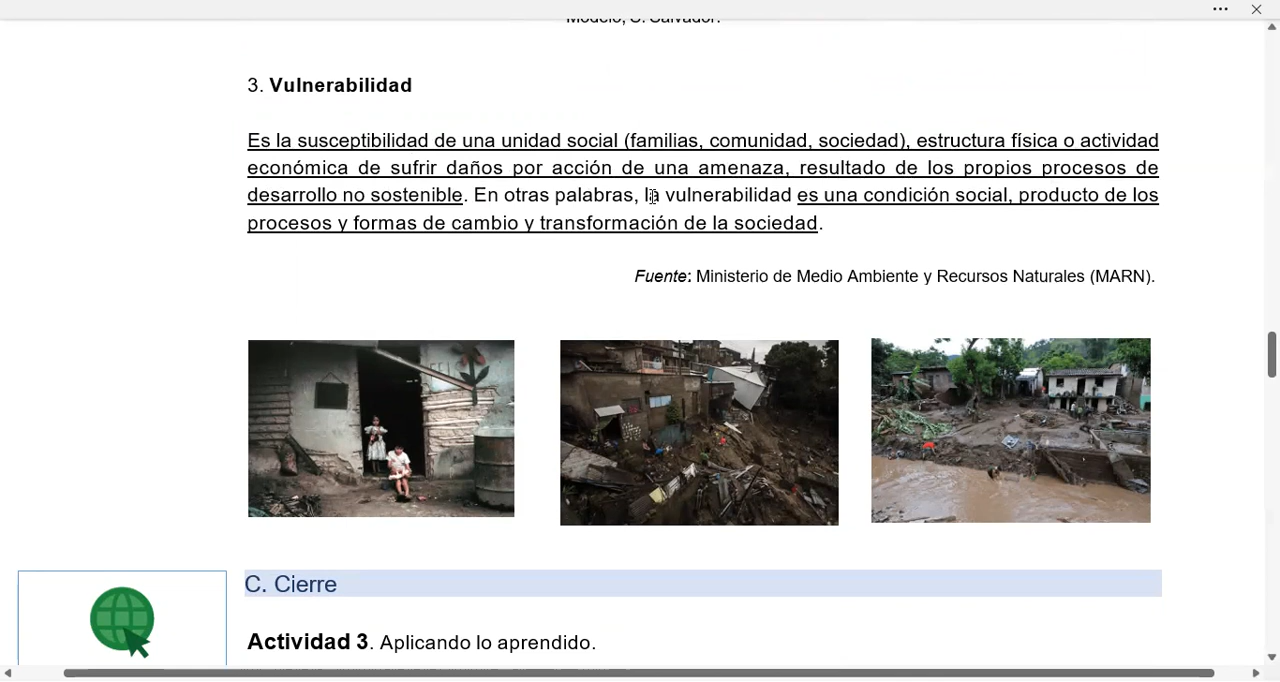 Modelo, C. Salvador.
3. Vulnerabilidad
Es la susceptibilidad de una unidad social (familias, comunidad, sociedad), estructura física o actividad
económica de sufrir daños por acción de una amenaza, resultado de los propios procesos de
desarrollo no sostenible. En otras palabras, la vulnerabilidad es una condición social, producto de los
procesos y formas de cambio y transformación de la sociedad.
Fuente: Ministerio de Medio Ambiente y Recursos Naturales (MARN).
C. Cierre
Actividad 3. Aplicando lo aprendido.